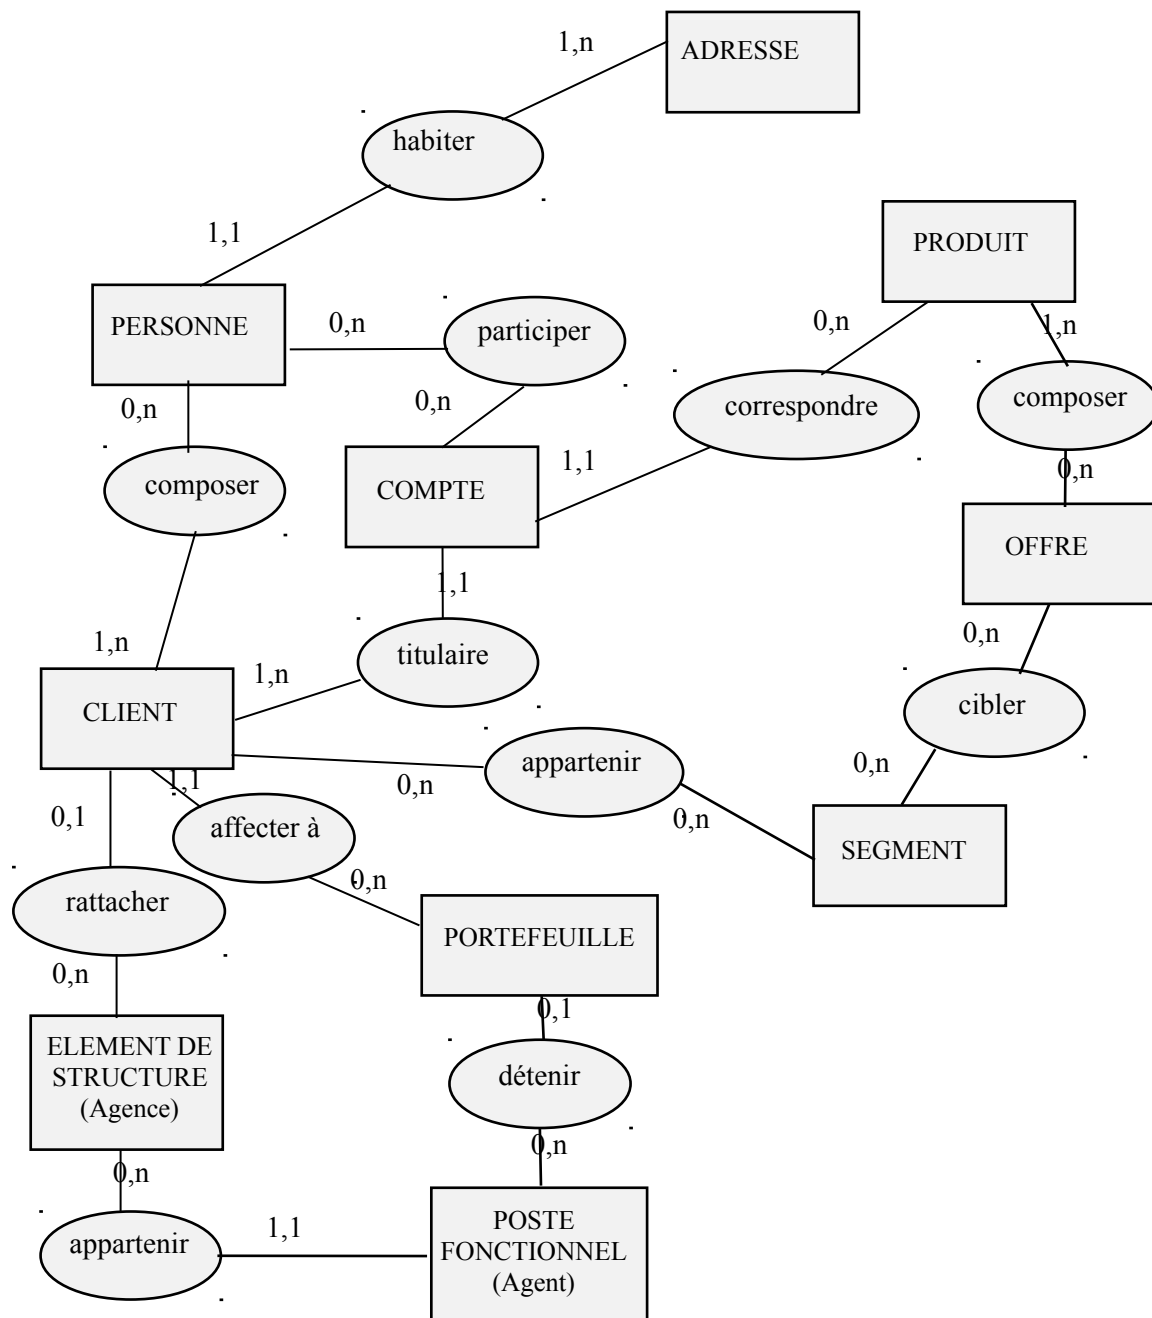 1,n
ADRESSE
habiter
1,1
PRODUIT
PERSONNE
0,n
participer
0,n
1,n
0,n
0,n
correspondre
composer
composer
COMPTE
1,1
0,n
OFFRE
1,1
0,n
1,n
1,n
titulaire
CLIENT
cibler
appartenir
0,n
1,1
0,n
0,1
affecter à
0,n
SEGMENT
rattacher
0,n
PORTEFEUILLE
0,n
0,1
ELEMENT DE
STRUCTURE
(Agence)
détenir
0,n
0,n
appartenir
1,1
POSTE
FONCTIONNEL
(Agent)